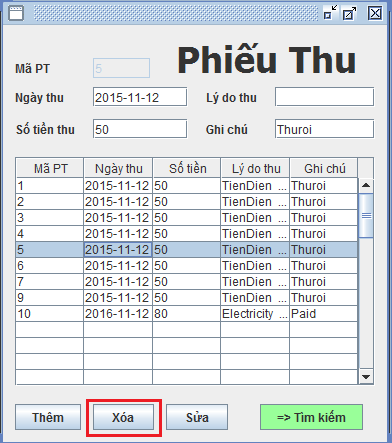 Phiếu Thu
Mã PT 5
Ngày thu 2015-11-12 Lý do thu
Số tiền thu 50 Ghi chú Thuroi
Mã PT Ngày thu Số tiền Lý do thu Ghi chú
1 2015-11-12 50 TienDien ... Thuroi
2 2015-11-12 50 TienDien ... Thuroi
3 2015-11-12 50 TienDien ... Thuroi
4 2015-11-12 50 TienDien ... Thuroi
5 2015-11-12 50 TienDien ... Thuroi
6 2015-11-12 50 TienDien ... Thuroi
7 2015-11-12 50 TienDien ... Thuroi
9 2015-11-12 50 TienDien ... Thuroi
10 2016-11-12 80 Electricity ... Paid
Thêm Xóa Sửa => Tìm kiếm